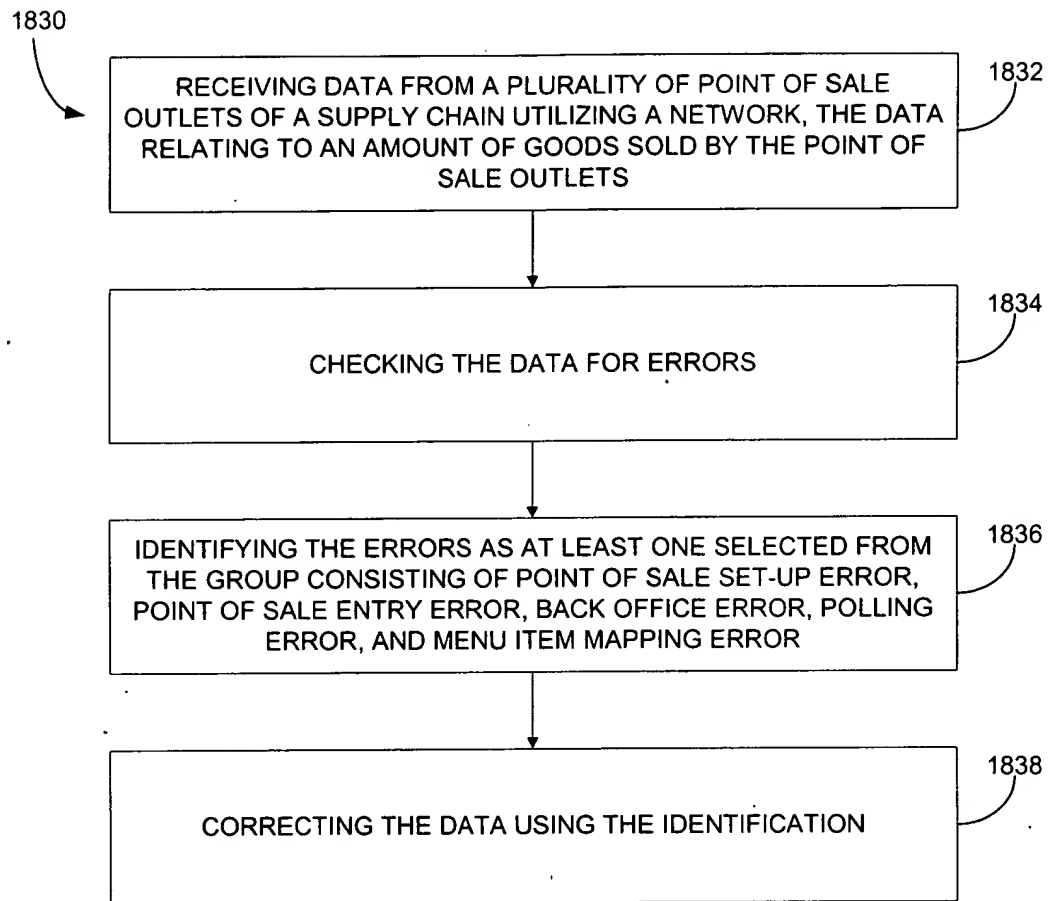 1830
1832
RECEIVING DATA FROM A PLURALITY OF POINT OF SALE
OUTLETS OF A SUPPLY CHAIN UTILIZING A NETWORK, THE DATA
RELATING TO AN AMOUNT OF GOODS SOLD BY THE POINT OF
SALE OUTLETS
1834
CHECKING THE DATA FOR ERRORS
1836
IDENTIFYING THE ERRORS AS AT LEAST ONE SELECTED FROM
THE GROUP CONSISTING OF POINT OF SALE SET-UP ERROR,
POINT OF SALE ENTRY ERROR, BACK OFFICE ERROR, POLLING
ERROR, AND MENU ITEM MAPPING ERROR
1838
CORRECTING THE DATA USING THE IDENTIFICATION